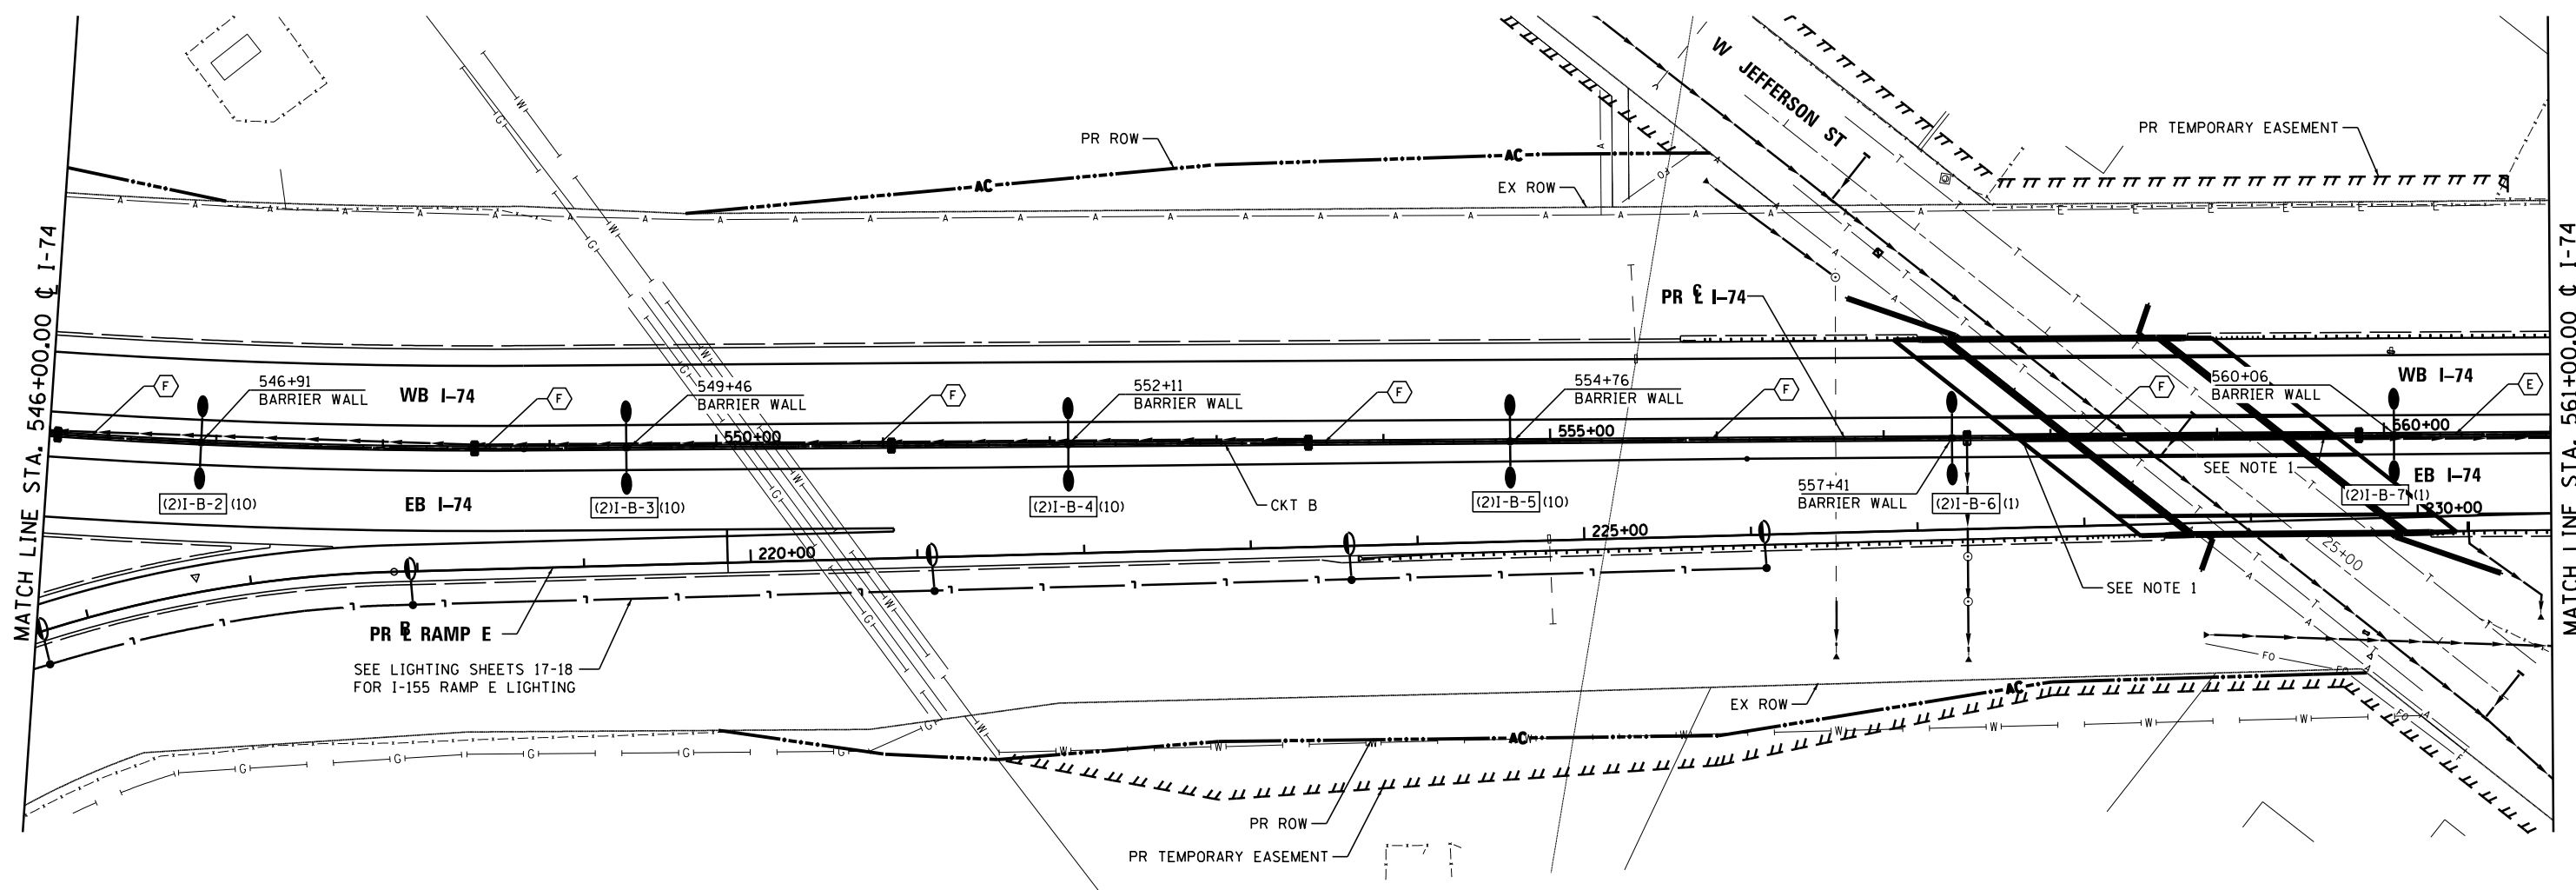 MATCH LINE STA. 546+00.00 ℄ I-74
MATCH LINE STA. 561+00.00 ℄ I-74
W JEFFERSON ST
PR ROW
AC
AC
EX ROW
PR TEMPORARY EASEMENT
PR ℄ I-74
F
546+91
BARRIER WALL
WB I-74
F
549+46
BARRIER WALL
F
552+11
BARRIER WALL
F
554+76
BARRIER WALL
F
F
560+06
BARRIER WALL
WB I-74
E
550+00
555+00
560+00
SEE NOTE 1
EB I-74
(2)I-B-2 (10)
EB I-74
(2)I-B-3 (10)
(2)I-B-4 (10)
CKT B
(2)I-B-5 (10)
557+41
BARRIER WALL
(2)I-B-6 (1)
(2)I-B-7 (1)
230+00
220+00
225+00
25+00
SEE NOTE 1
PR ⅊ RAMP E
SEE LIGHTING SHEETS 17-18
FOR I-155 RAMP E LIGHTING
EX ROW
AC
AC
FO
FO
FO
PR ROW
PR TEMPORARY EASEMENT